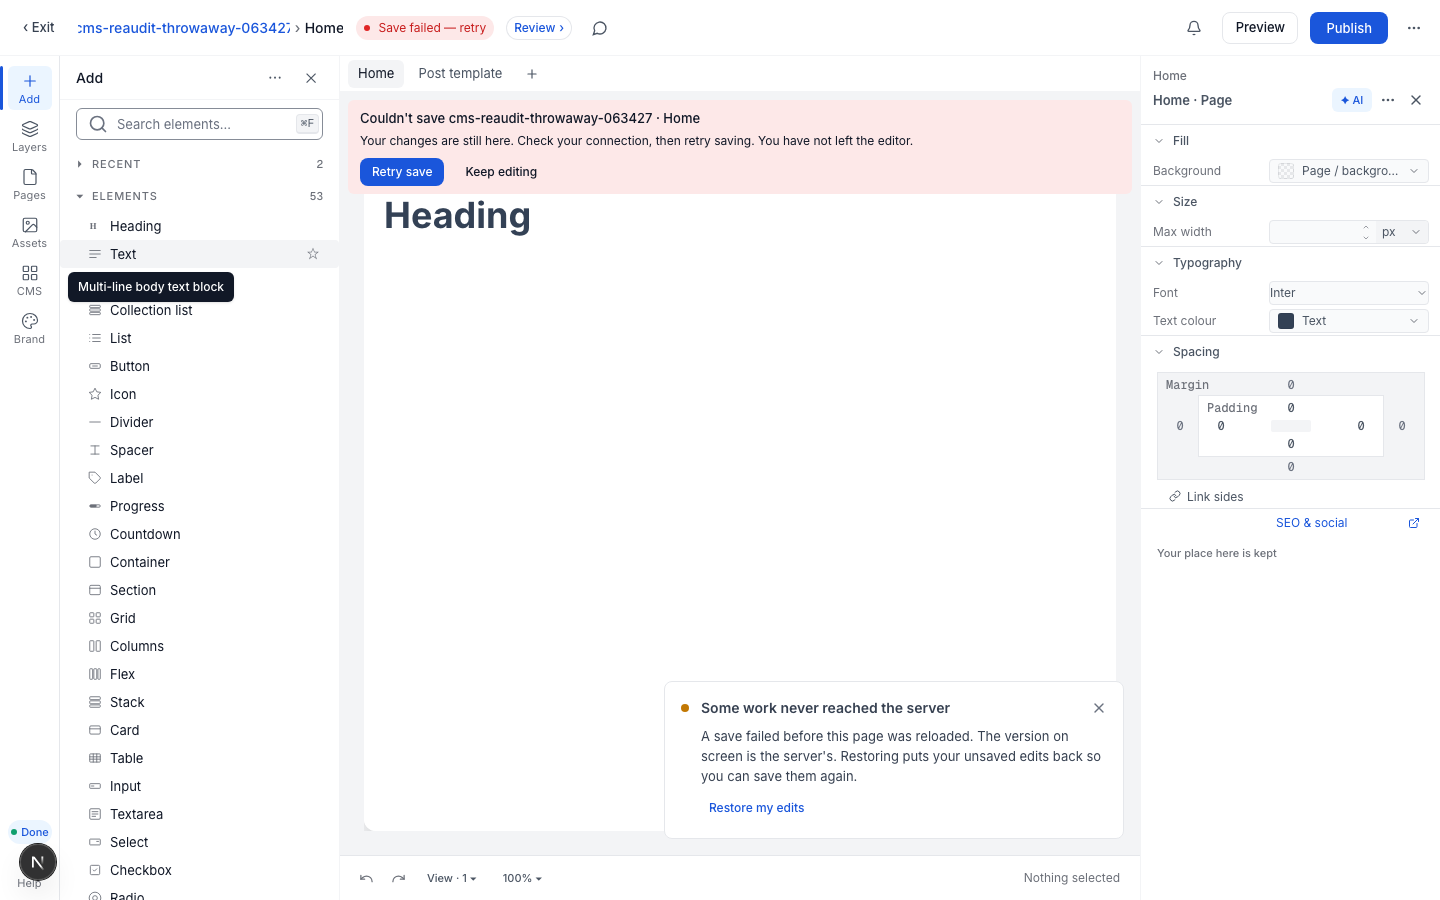 ‹ Exit
cms-reaudit-throwaway-063427 › Home
Save failed — retry
Review ›
Preview
Publish
Add
Layers
Pages
Assets
CMS
Brand
Done
N
Help
Add
Search elements...
⌘F
RECENT 2
ELEMENTS 53
Heading
Text
Multi-line body text block
Collection list
List
Button
Icon
Divider
Spacer
Label
Progress
Countdown
Container
Section
Grid
Columns
Flex
Stack
Card
Table
Input
Textarea
Select
Checkbox
Radio
Home
Post template
Couldn't save cms-reaudit-throwaway-063427 · Home
Your changes are still here. Check your connection, then retry saving. You have not left the editor.
Retry save
Keep editing
Heading
Some work never reached the server
A save failed before this page was reloaded. The version on
screen is the server's. Restoring puts your unsaved edits back so
you can save them again.
Restore my edits
View · 1
100%
Nothing selected
Home
Home · Page
AI
Fill
Background
Page / backgro...
Size
Max width
px
Typography
Font
Inter
Text colour
Text
Spacing
Margin 0
Padding 0
0 0 0 0
0
0
Link sides
SEO & social
Your place here is kept